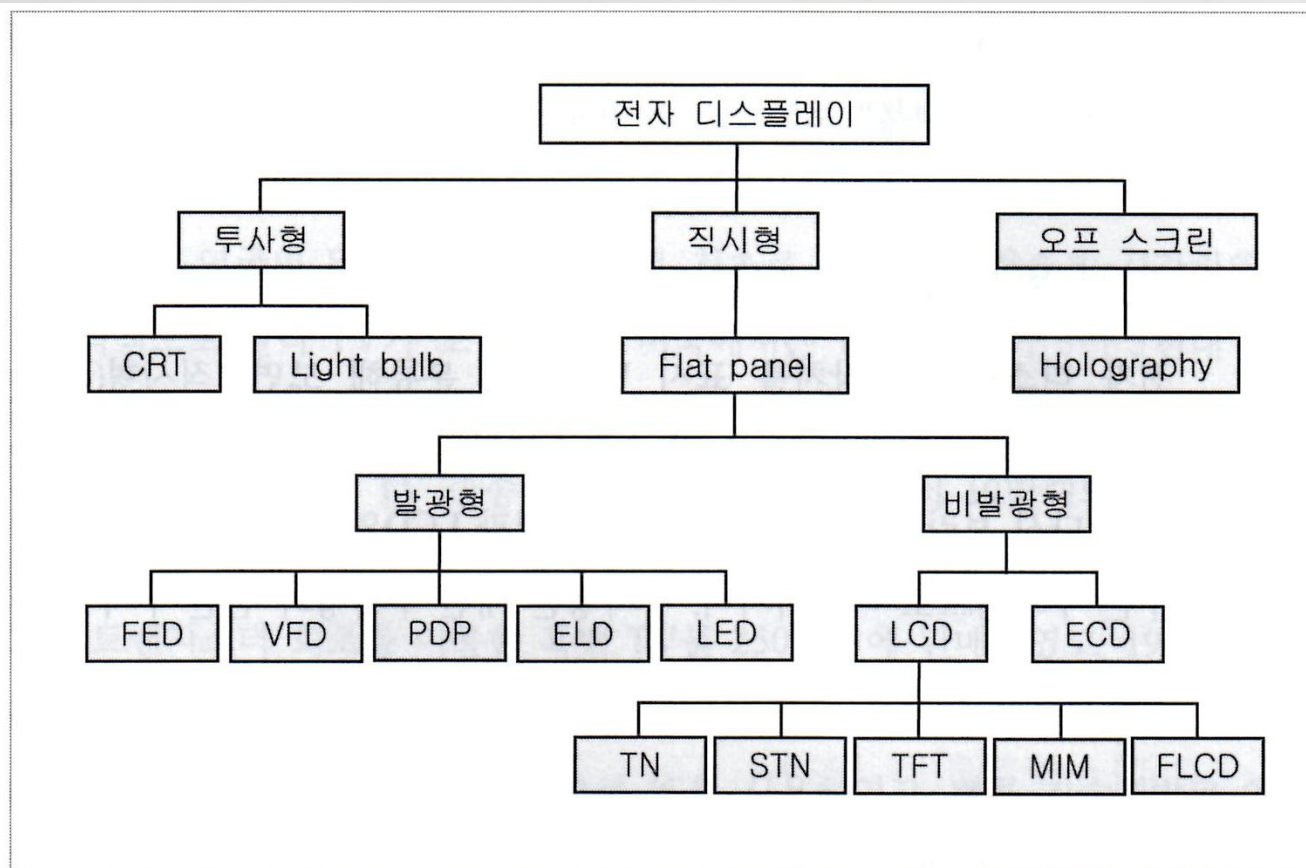 전자 디스플레이
투사형 직시형 오프 스크린
CRT Light bulb Flat panel Holography
발광형 비발광형
FED VFD PDP ELD LED LCD ECD
TN STN TFT MIM FLCD